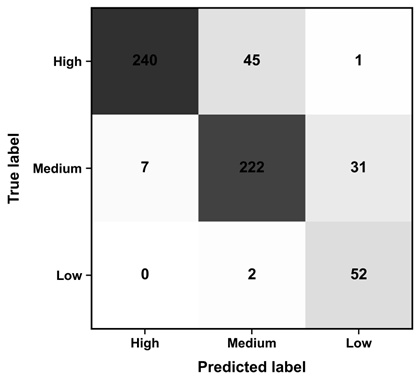 High 240 45 1
Medium 7 222 31
Low 0 2 52
High Medium Low
Predicted label
True label